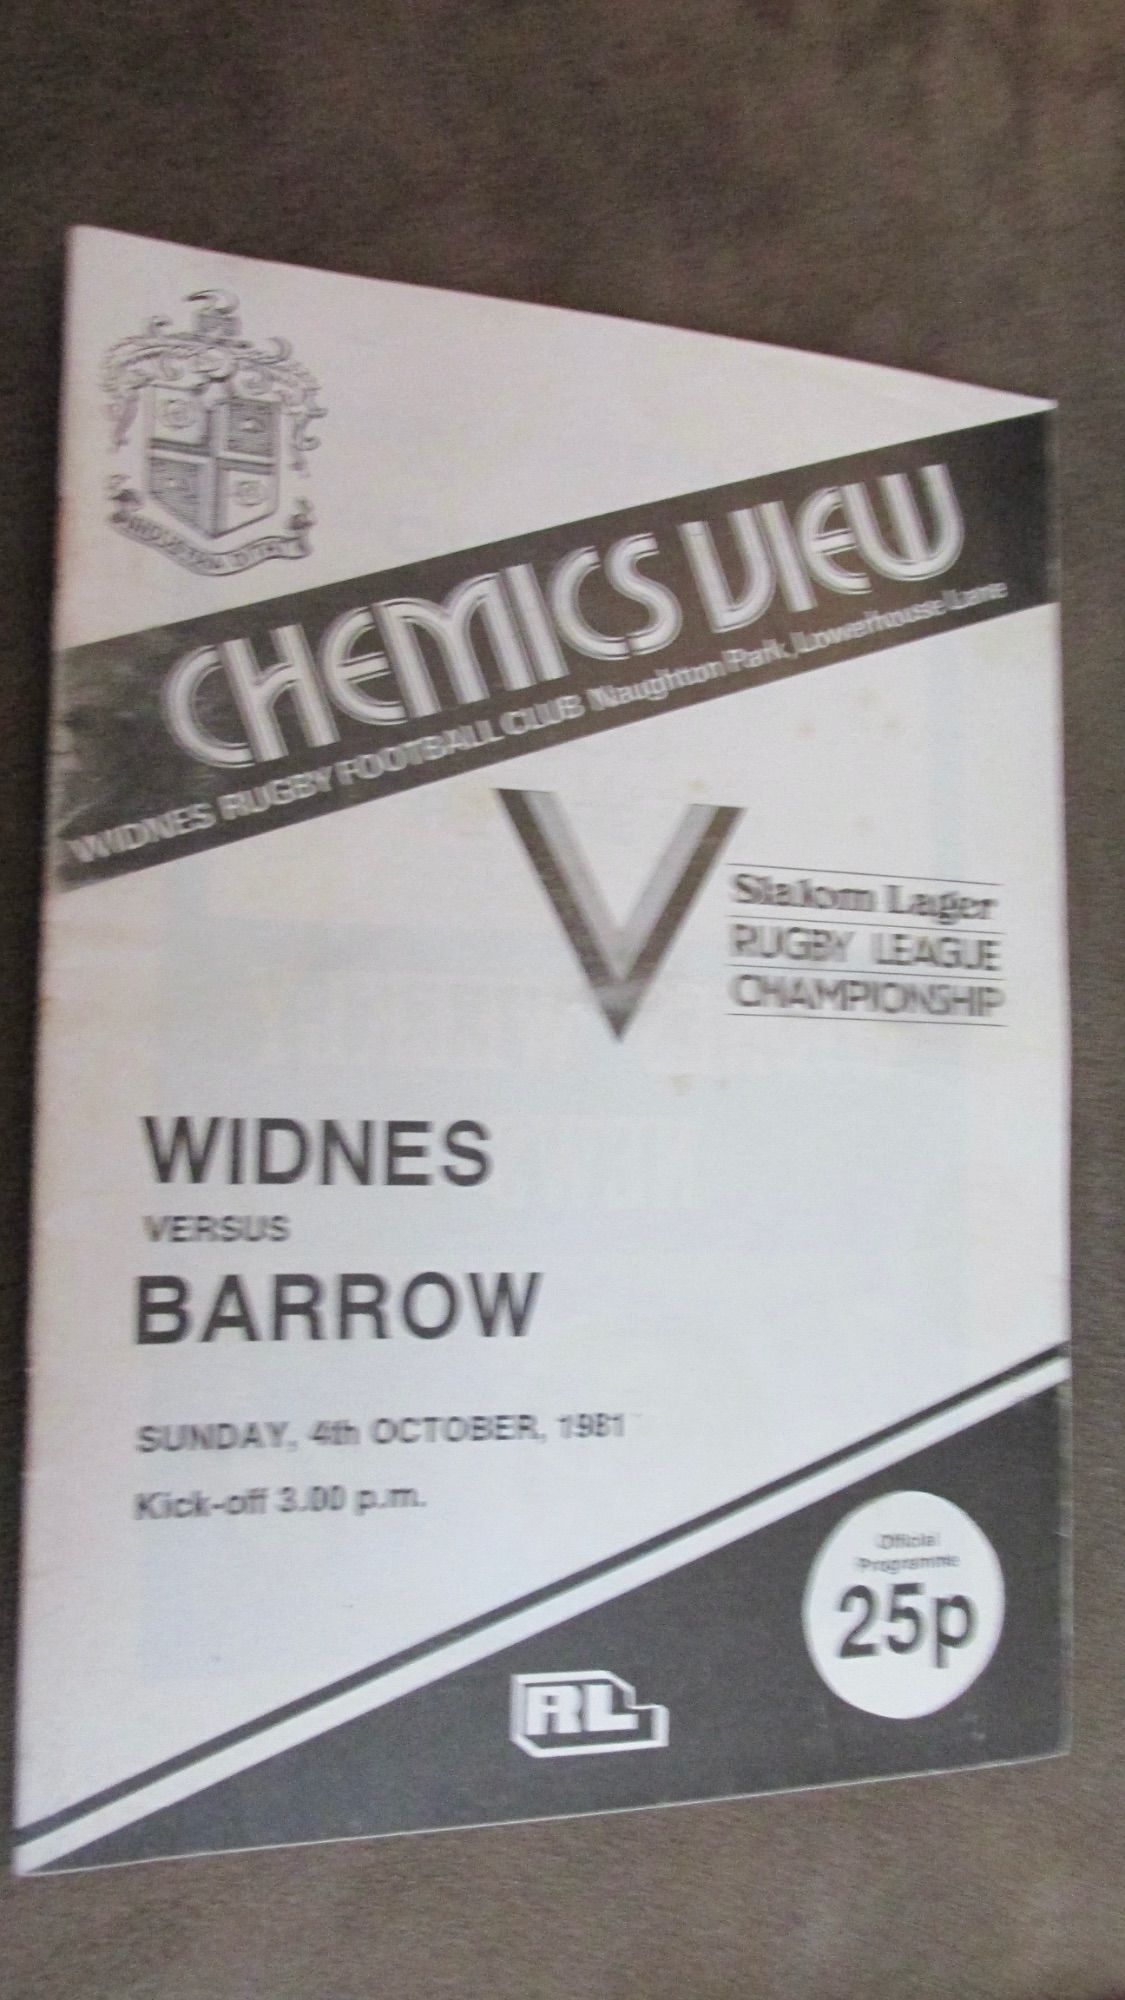 CHEMICS VIEW
WIDNES RUGBY FOOTBALL CLUB Naughton Park, Lowerhouse Lane
Slalom Lager
RUGBY LEAGUE
CHAMPIONSHIP
WIDNES
VERSUS
BARROW
SUNDAY, 4th OCTOBER, 1981
Kick-off 3.00 p.m.
Official
Programme
25p
RL